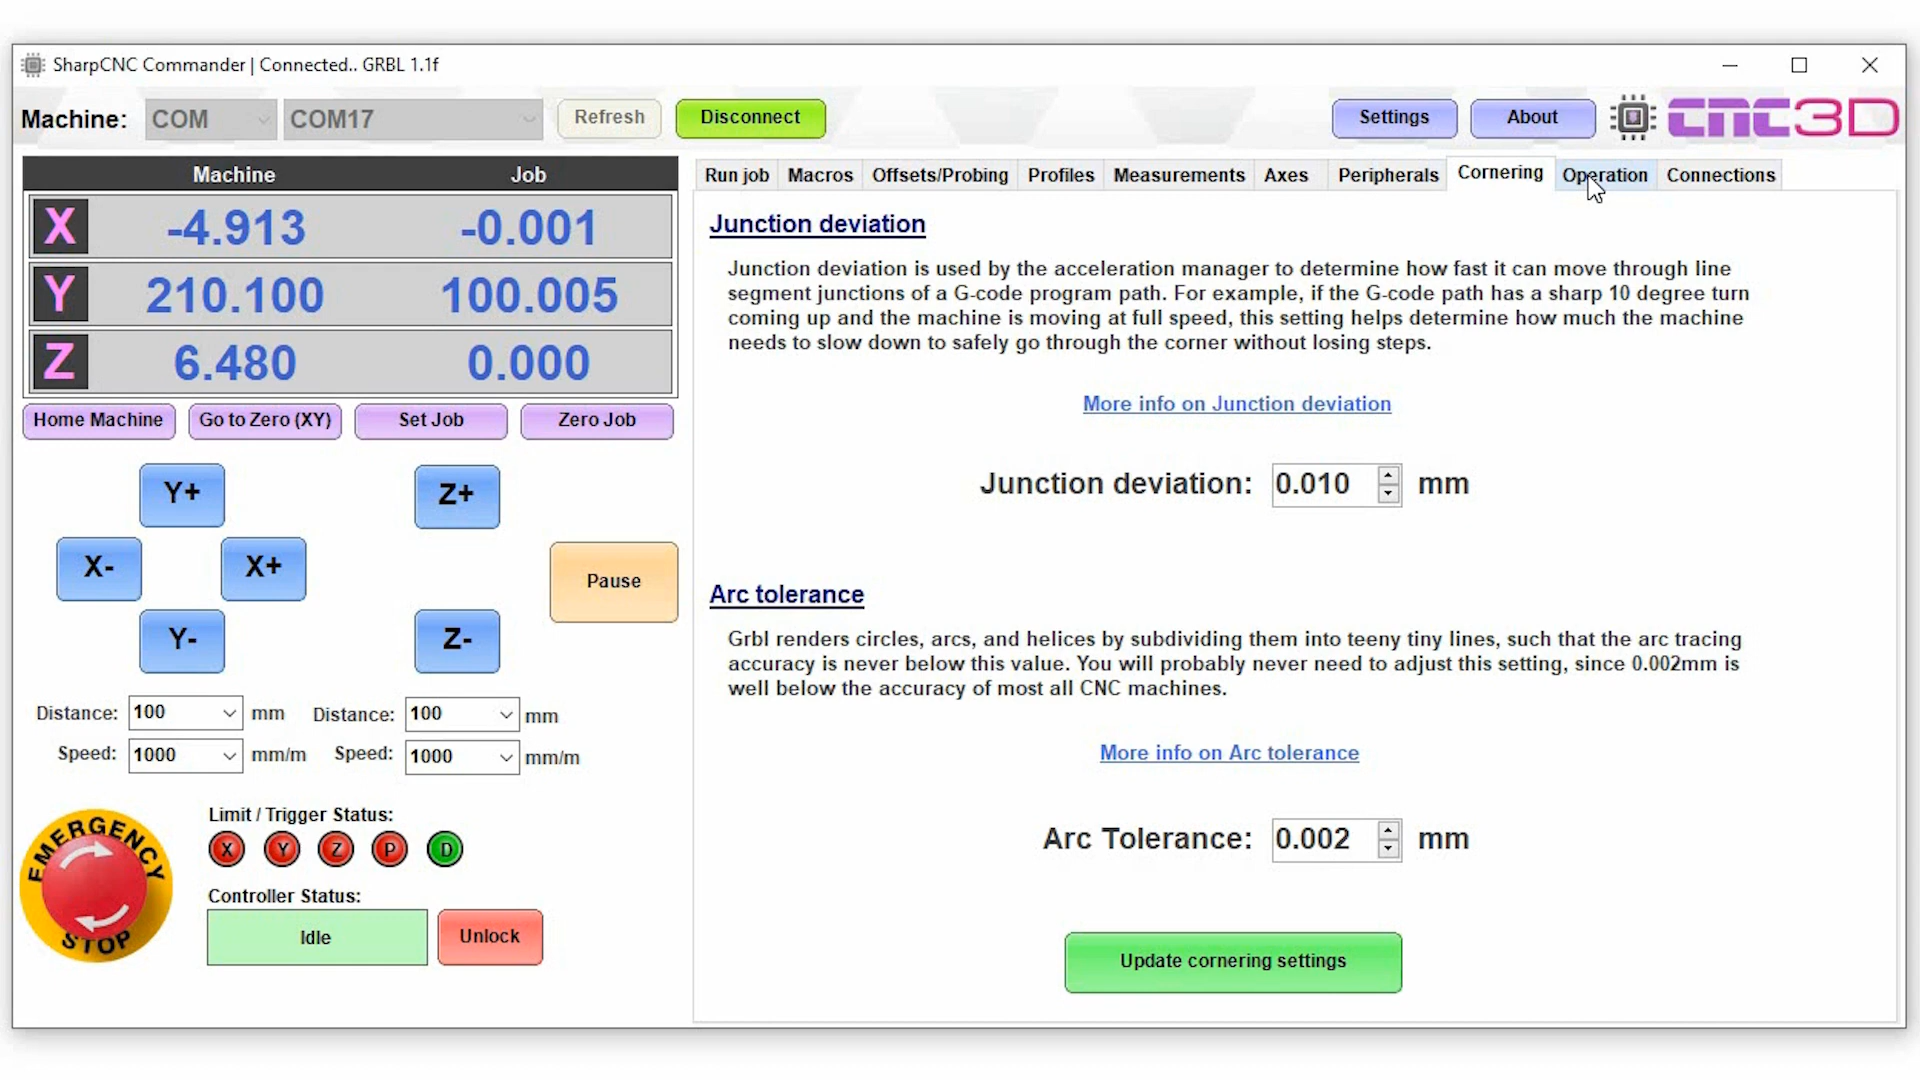 SharpCNC Commander | Connected.. GRBL 1.1f
Machine: COM COM17 Refresh Disconnect Settings About CNC3D
Machine Job
X -4.913 -0.001
Y 210.100 100.005
Z 6.480 0.000
Home Machine Go to Zero (XY) Set Job Zero Job
Y+ Z+
X- X+ Pause
Y- Z-
Distance: 100 mm Distance: 100 mm
Speed: 1000 mm/m Speed: 1000 mm/m
EMERGENCY
STOP
Limit / Trigger Status:
X Y Z P D
Controller Status:
Idle Unlock
Run job Macros Offsets/Probing Profiles Measurements Axes Peripherals Cornering Operation Connections
Junction deviation
Junction deviation is used by the acceleration manager to determine how fast it can move through line
segment junctions of a G-code program path. For example, if the G-code path has a sharp 10 degree turn
coming up and the machine is moving at full speed, this setting helps determine how much the machine
needs to slow down to safely go through the corner without losing steps.
More info on Junction deviation
Junction deviation: 0.010 mm
Arc tolerance
Grbl renders circles, arcs, and helices by subdividing them into teeny tiny lines, such that the arc tracing
accuracy is never below this value. You will probably never need to adjust this setting, since 0.002mm is
well below the accuracy of most all CNC machines.
More info on Arc tolerance
Arc Tolerance: 0.002 mm
Update cornering settings